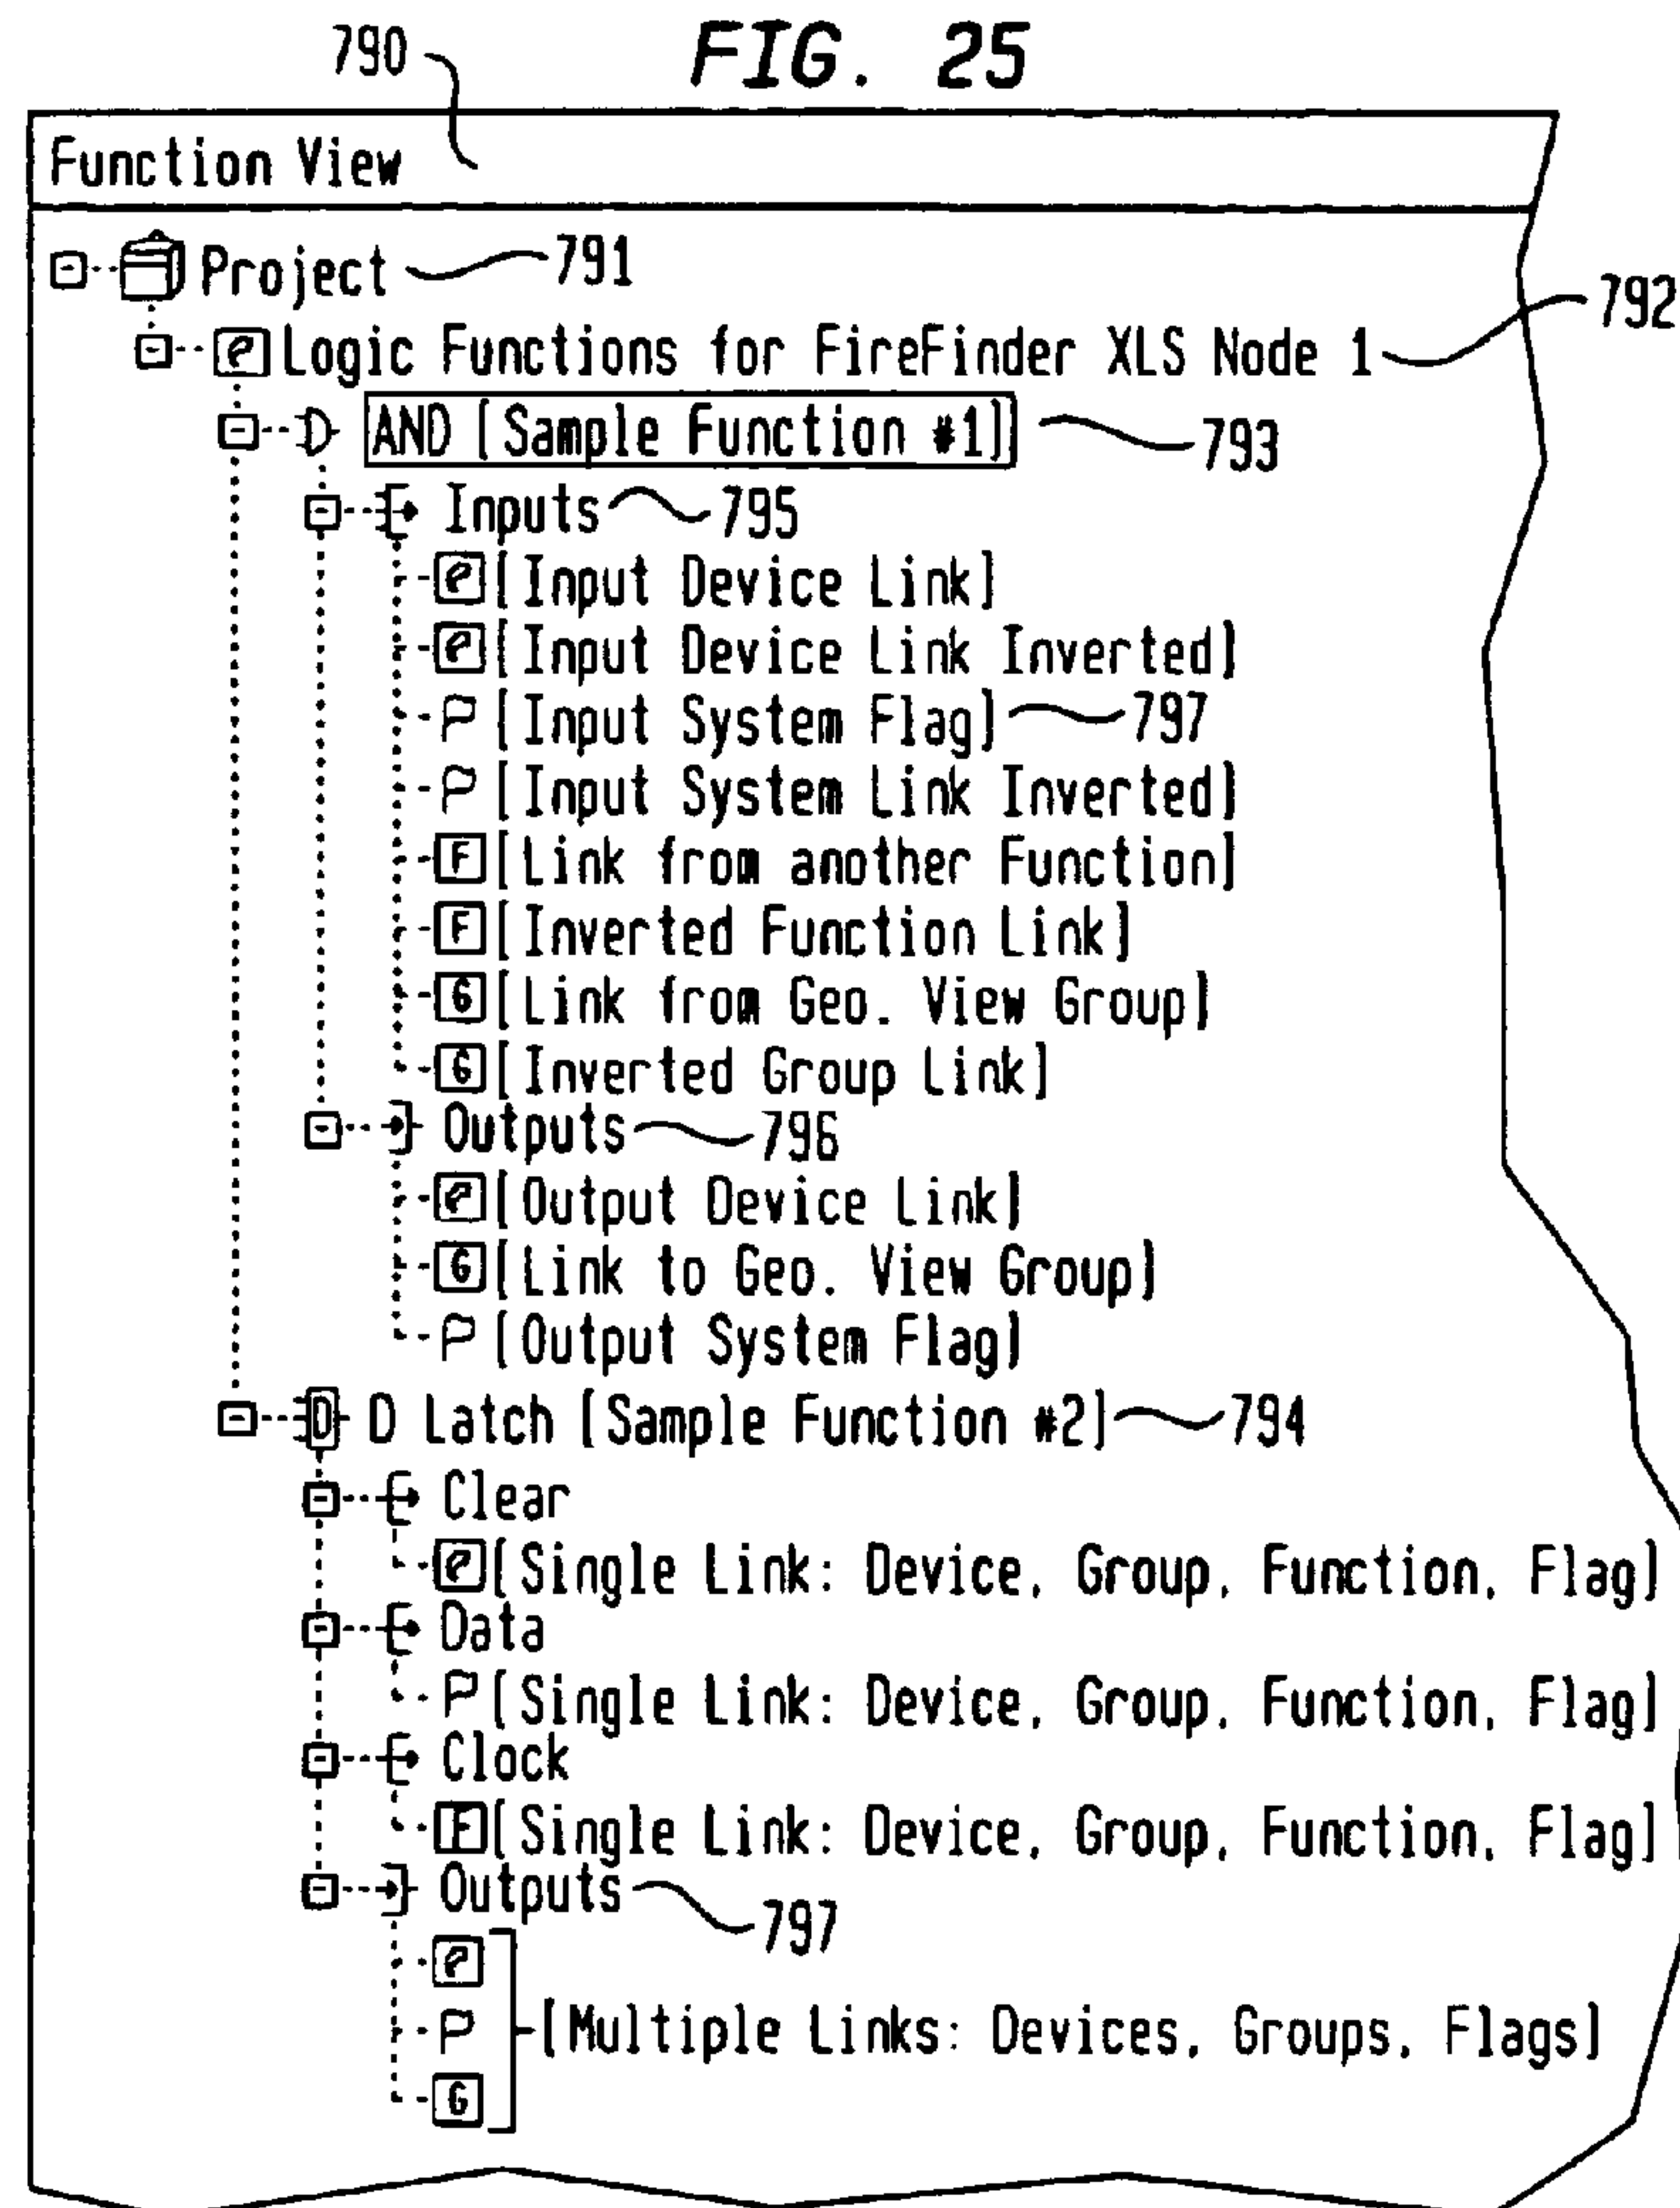 790 FIG. 25
Function View
Project 791
792
Logic Functions for FireFinder XLS Node 1
AND [Sample Function #1] 793
Inputs 795
[Input Device Link]
[Input Device Link Inverted]
[Input System Flag] 797
[Input System Link Inverted]
F [Link from another Function]
F [Inverted Function Link]
G [Link from Geo. View Group]
G [Inverted Group Link]
Outputs 796
[Output Device Link]
G [Link to Geo. View Group]
[Output System Flag]
D D Latch [Sample Function #2] 794
Clear
[Single Link: Device, Group, Function, Flag]
Data
[Single Link: Device, Group, Function, Flag]
Clock
F [Single Link: Device, Group, Function, Flag]
Outputs 797
[Multiple Links: Devices, Groups, Flags]
G